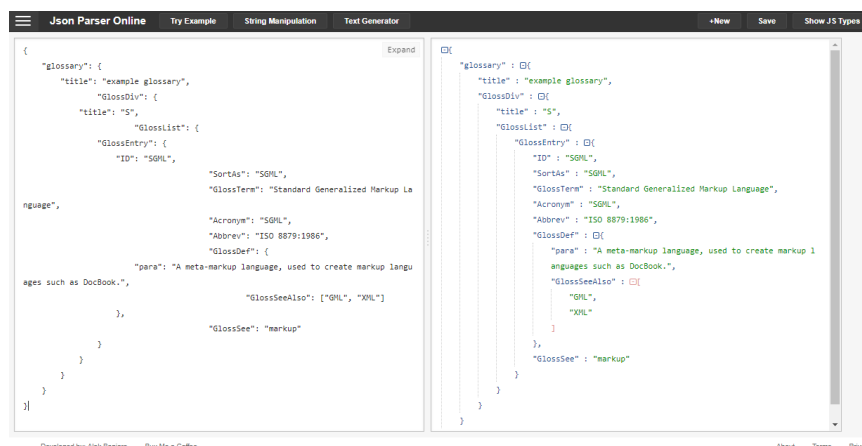 Json Parser Online Try Example String Manipulation Text Generator +New Save Show JS Types
Expand
{
"glossary": {
"title": "example glossary",
"GlossDiv": {
"title": "S",
"GlossList": {
"GlossEntry": {
"ID": "SGML",
"SortAs": "SGML",
"GlossTerm": "Standard Generalized Markup La
nguage",
"Acronym": "SGML",
"Abbrev": "ISO 8879:1986",
"GlossDef": {
"para": "A meta-markup language, used to create markup langu
ages such as DocBook.",
"GlossSeeAlso": ["GML", "XML"]
},
"GlossSee": "markup"
}
}
}
}
}
{
"glossary" : {
"title" : "example glossary",
"GlossDiv" : {
"title" : "S",
"GlossList" : {
"GlossEntry" : {
"ID" : "SGML",
"SortAs" : "SGML",
"GlossTerm" : "Standard Generalized Markup Language",
"Acronym" : "SGML",
"Abbrev" : "ISO 8879:1986",
"GlossDef" : {
"para" : "A meta-markup language, used to create markup l
anguages such as DocBook.",
"GlossSeeAlso" : [
"GML",
"XML"
]
},
"GlossSee" : "markup"
}
}
}
}